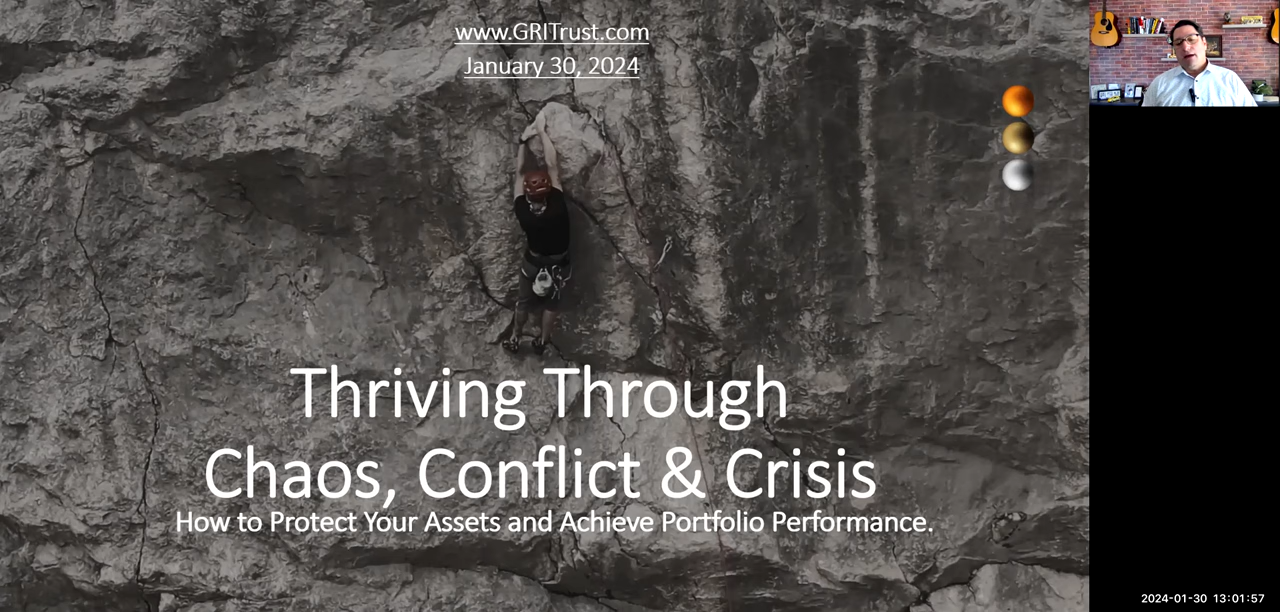 www.GRITrust.com
January 30, 2024
Thriving Through
Chaos, Conflict & Crisis
How to Protect Your Assets and Achieve Portfolio Performance.
2024-01-30 13:01:57